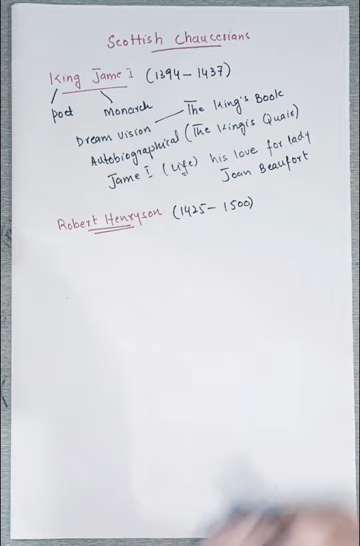 Scottish Chaucerians
King Jame I (1394-1437)
Poet Monarch
Dream Vision The King's Book
Autobiographical (The Kingis Quair)
Jame I (Life) his love for lady
Joan Beaufort
Robert Henryson (1425-1500)